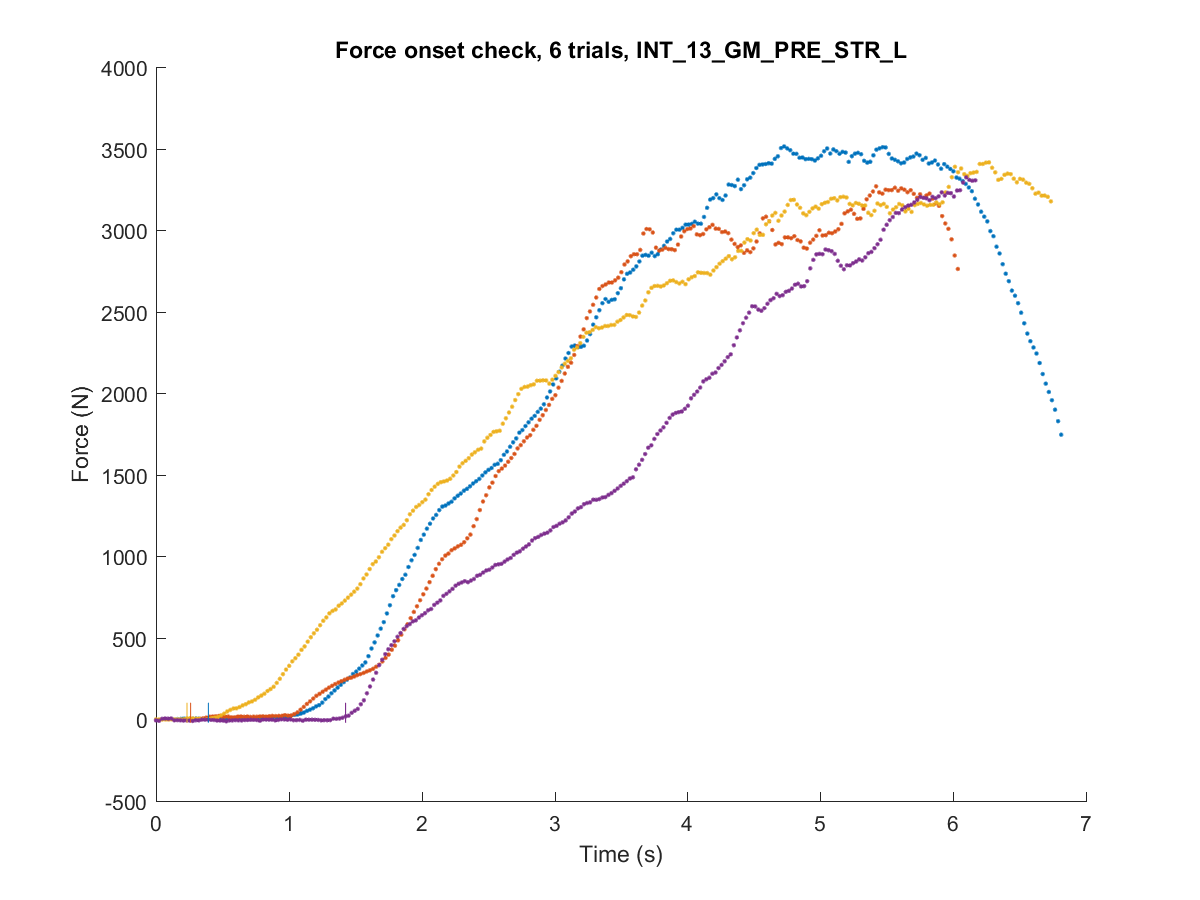 Force onset check, 6 trials, INT_13_GM_PRE_STR_L
4000
3500
3000
2500
2000
1500
1000
500
0
-500
Force (N)
0 1 2 3 4 5 6 7
Time (s)